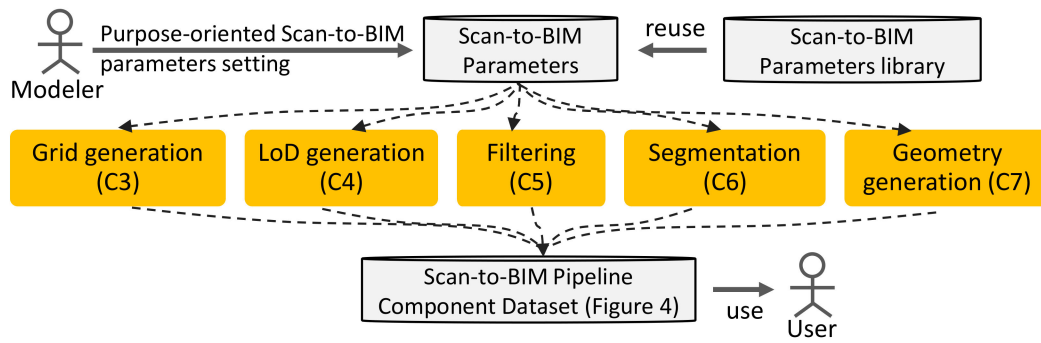 Purpose-oriented Scan-to-BIM
parameters setting
Modeler
Scan-to-BIM
Parameters
reuse
Scan-to-BIM
Parameters library
Grid generation
(C3)
LoD generation
(C4)
Filtering
(C5)
Segmentation
(C6)
Geometry
generation (C7)
Scan-to-BIM Pipeline
Component Dataset (Figure 4)
use
User